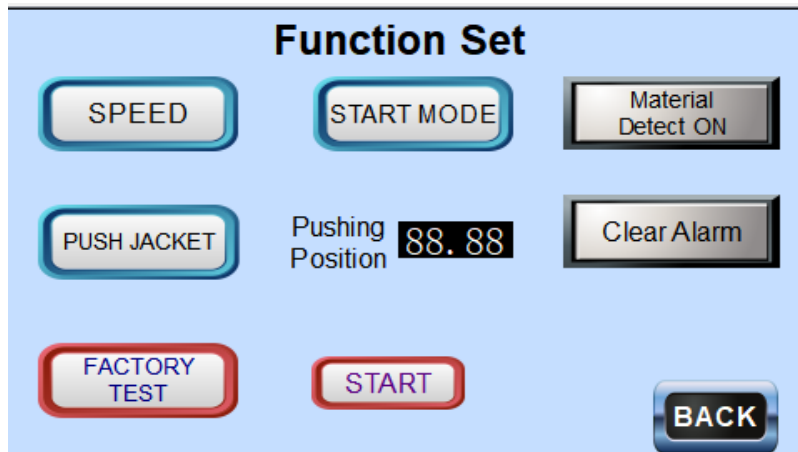 Function Set
SPEED
START MODE
Material
Detect ON
PUSH JACKET
Pushing
Position
88.88
Clear Alarm
FACTORY
TEST
START
BACK